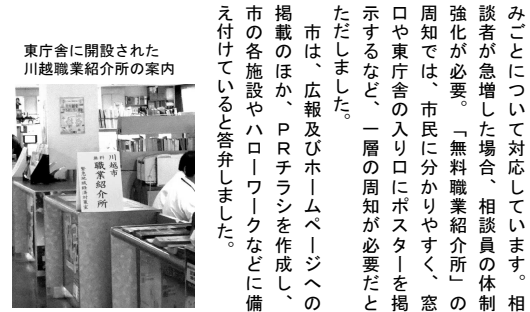 みごとについて対応しています。相
談者が急増した場合、相談員の体制
強化が必要。「無料職業紹介所」の
周知では、市民に分かりやすく、窓
口や東庁舎の入り口にポスターを掲
示するなど、一層の周知が必要だと
ただしました。
市は、広報及びホームページへの
掲載のほか、PRチラシを作成し、
市の各施設やハローワークなどに備
え付けていると答弁しました。
東庁舎に開設された
川越職業紹介所の案内
川越市
無料
職業紹介所